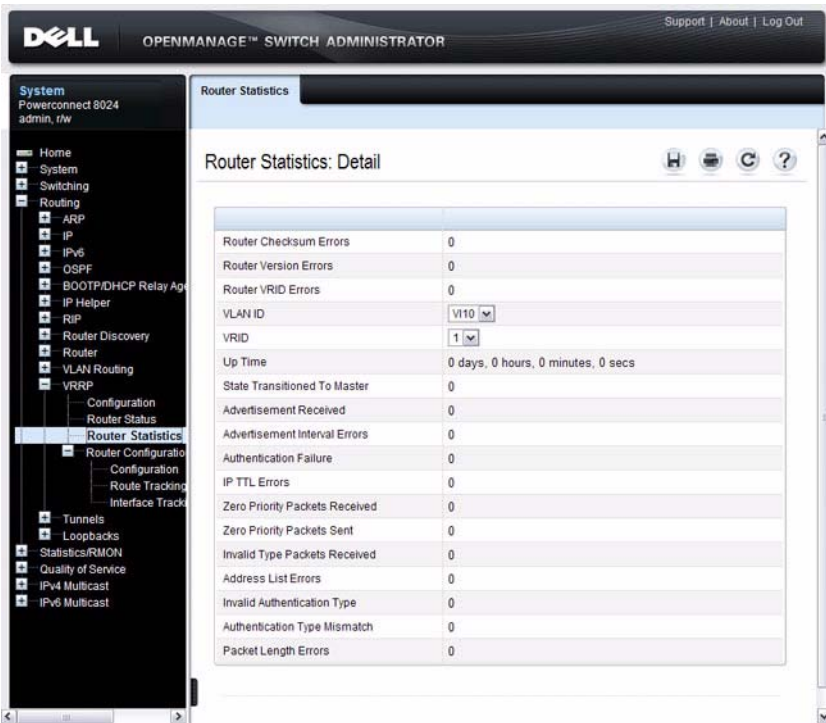 Support | About | Log Out
DELL
OPENMANAGE™ SWITCH ADMINISTRATOR
System
Powerconnect 8024
admin, r/w
Home
System
Switching
Routing
ARP
IP
IPv6
OSPF
BOOTP/DHCP Relay Age
IP Helper
RIP
Router Discovery
Router
VLAN Routing
VRRP
Configuration
Router Status
Router Statistics
Router Configuratio
Configuration
Route Tracking
Interface Tracki
Tunnels
Loopbacks
Statistics/RMON
Quality of Service
IPv4 Multicast
IPv6 Multicast
Router Statistics
Router Statistics: Detail
Router Checksum Errors 0
Router Version Errors 0
Router VRID Errors 0
VLAN ID Vl10
VRID 1
Up Time 0 days, 0 hours, 0 minutes, 0 secs
State Transitioned To Master 0
Advertisement Received 0
Advertisement Interval Errors 0
Authentication Failure 0
IP TTL Errors 0
Zero Priority Packets Received 0
Zero Priority Packets Sent 0
Invalid Type Packets Received 0
Address List Errors 0
Invalid Authentication Type 0
Authentication Type Mismatch 0
Packet Length Errors 0